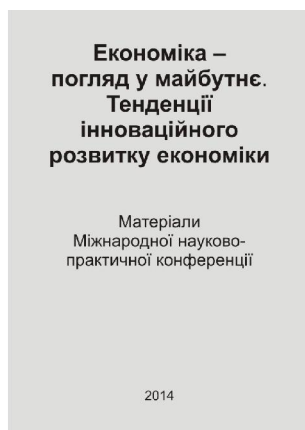 Економіка –
погляд у майбутнє.
Тенденції
інноваційного
розвитку економіки
Матеріали
Міжнародної науково-
практичної конференції
2014